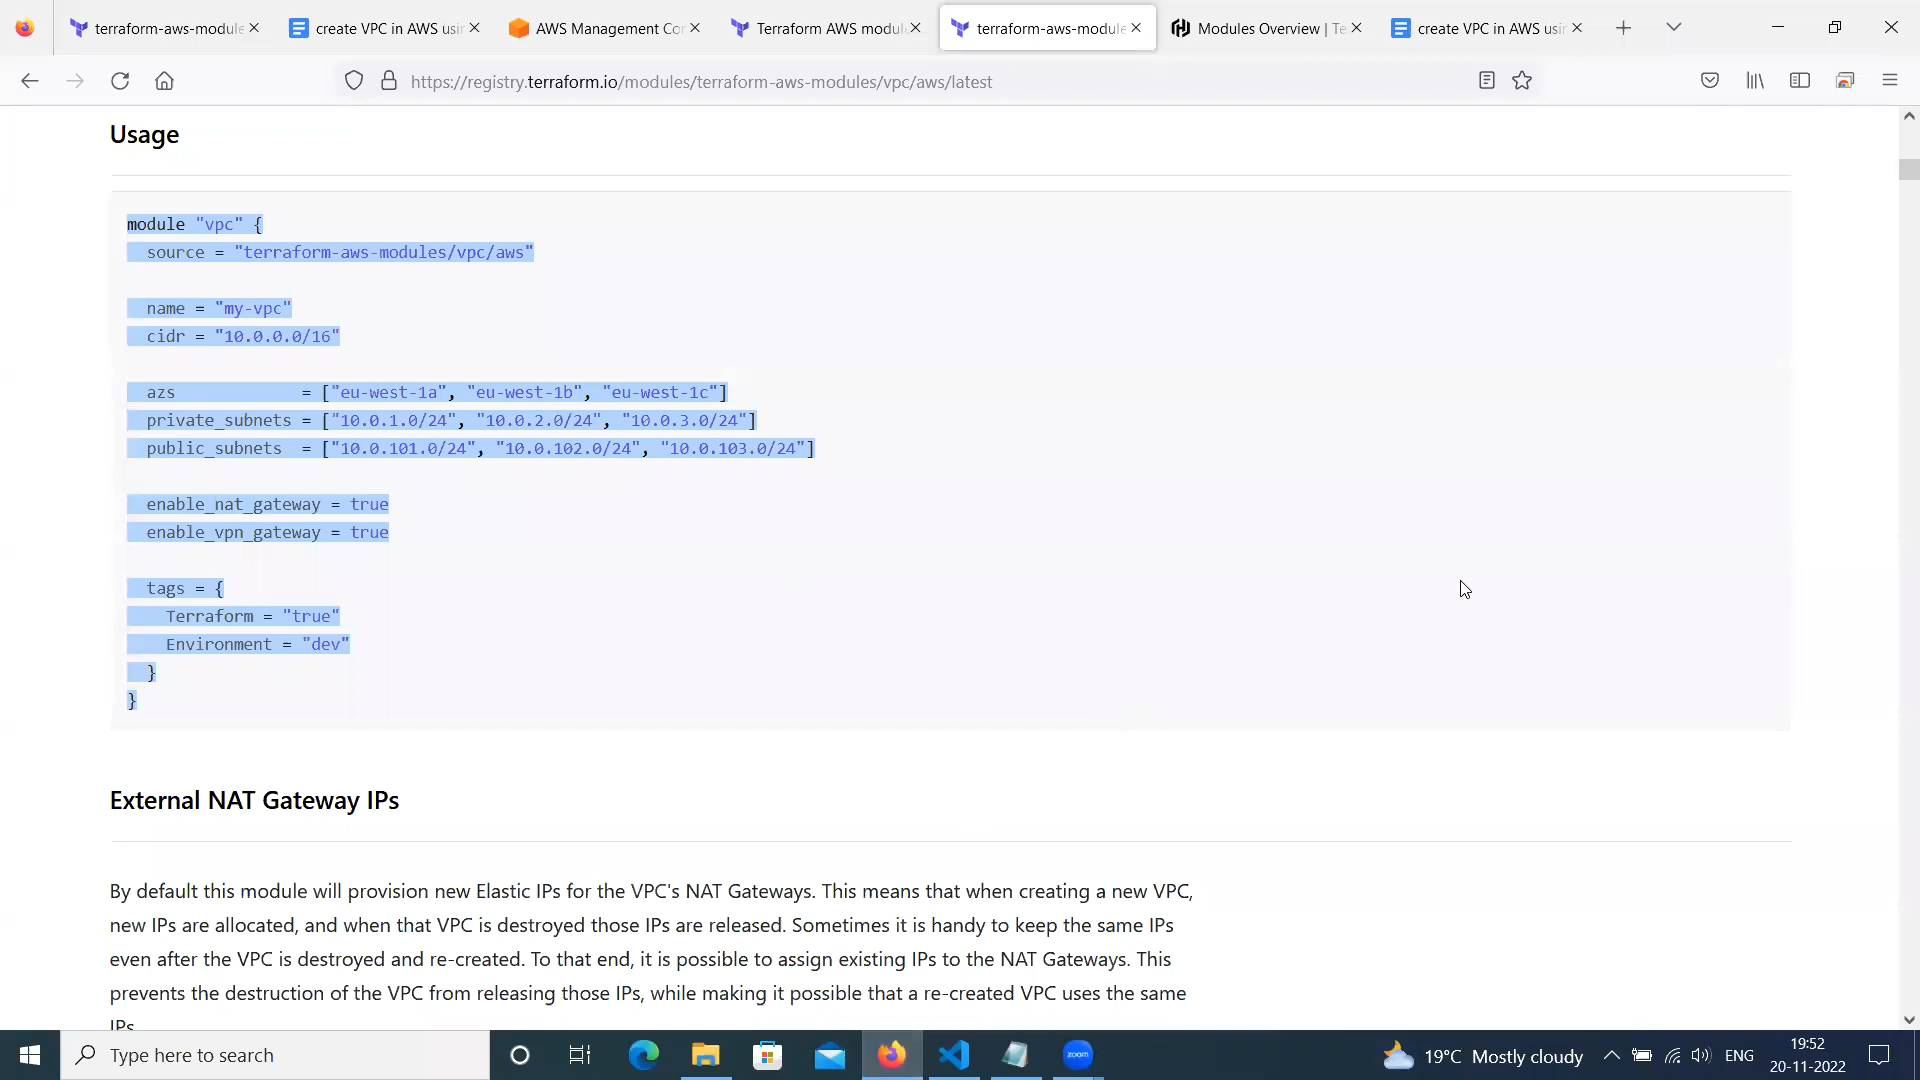 terraform-aws-module
create VPC in AWS usin
AWS Management Con
Terraform AWS modul
terraform-aws-module
Modules Overview | Te
create VPC in AWS usin
https://registry.terraform.io/modules/terraform-aws-modules/vpc/aws/latest
Usage
module "vpc" {
source = "terraform-aws-modules/vpc/aws"
name = "my-vpc"
cidr = "10.0.0.0/16"
azs = ["eu-west-1a", "eu-west-1b", "eu-west-1c"]
private_subnets = ["10.0.1.0/24", "10.0.2.0/24", "10.0.3.0/24"]
public_subnets = ["10.0.101.0/24", "10.0.102.0/24", "10.0.103.0/24"]
enable_nat_gateway = true
enable_vpn_gateway = true
tags = {
Terraform = "true"
Environment = "dev"
}
}
External NAT Gateway IPs
By default this module will provision new Elastic IPs for the VPC's NAT Gateways. This means that when creating a new VPC,
new IPs are allocated, and when that VPC is destroyed those IPs are released. Sometimes it is handy to keep the same IPs
even after the VPC is destroyed and re-created. To that end, it is possible to assign existing IPs to the NAT Gateways. This
prevents the destruction of the VPC from releasing those IPs, while making it possible that a re-created VPC uses the same
IPs
Type here to search
zoom
19°C Mostly cloudy
ENG
19:52
20-11-2022